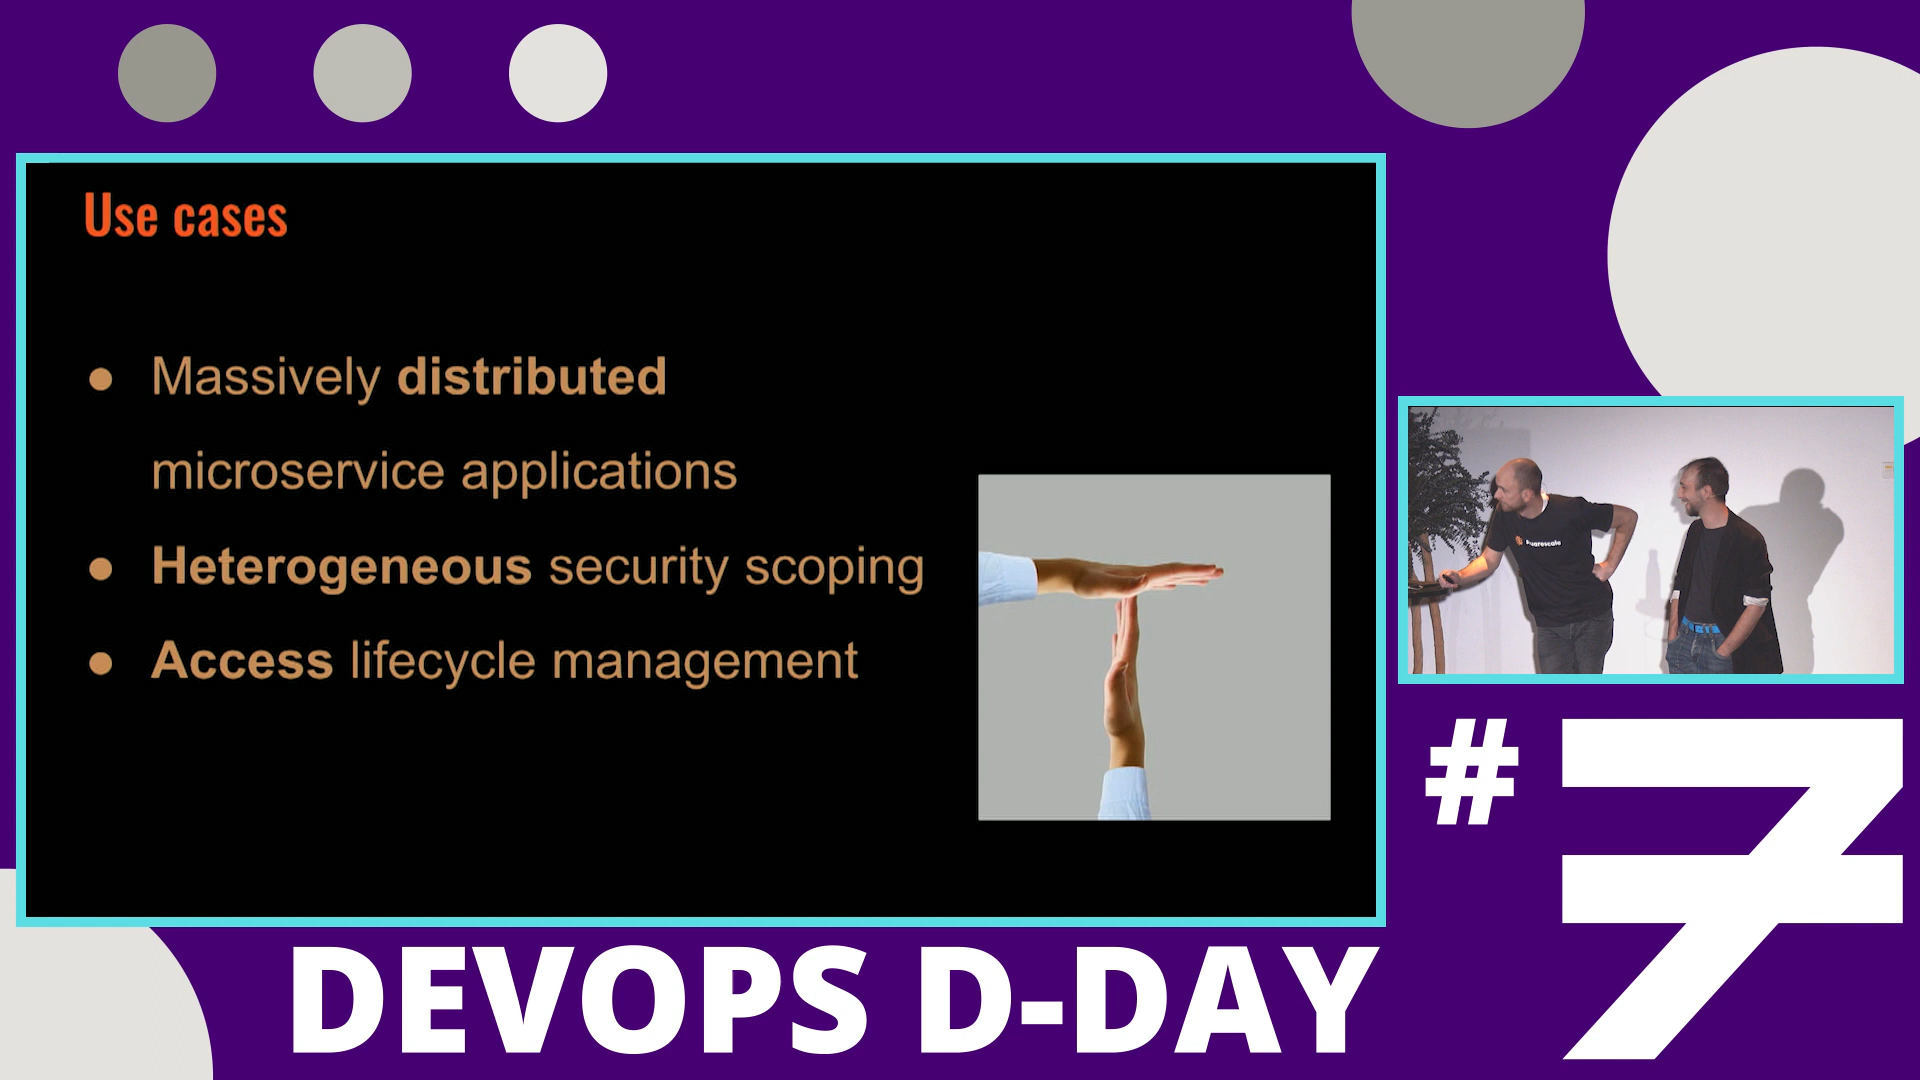 Use cases
● Massively distributed
microservice applications
● Heterogeneous security scoping
● Access lifecycle management
#7
DEVOPS D-DAY